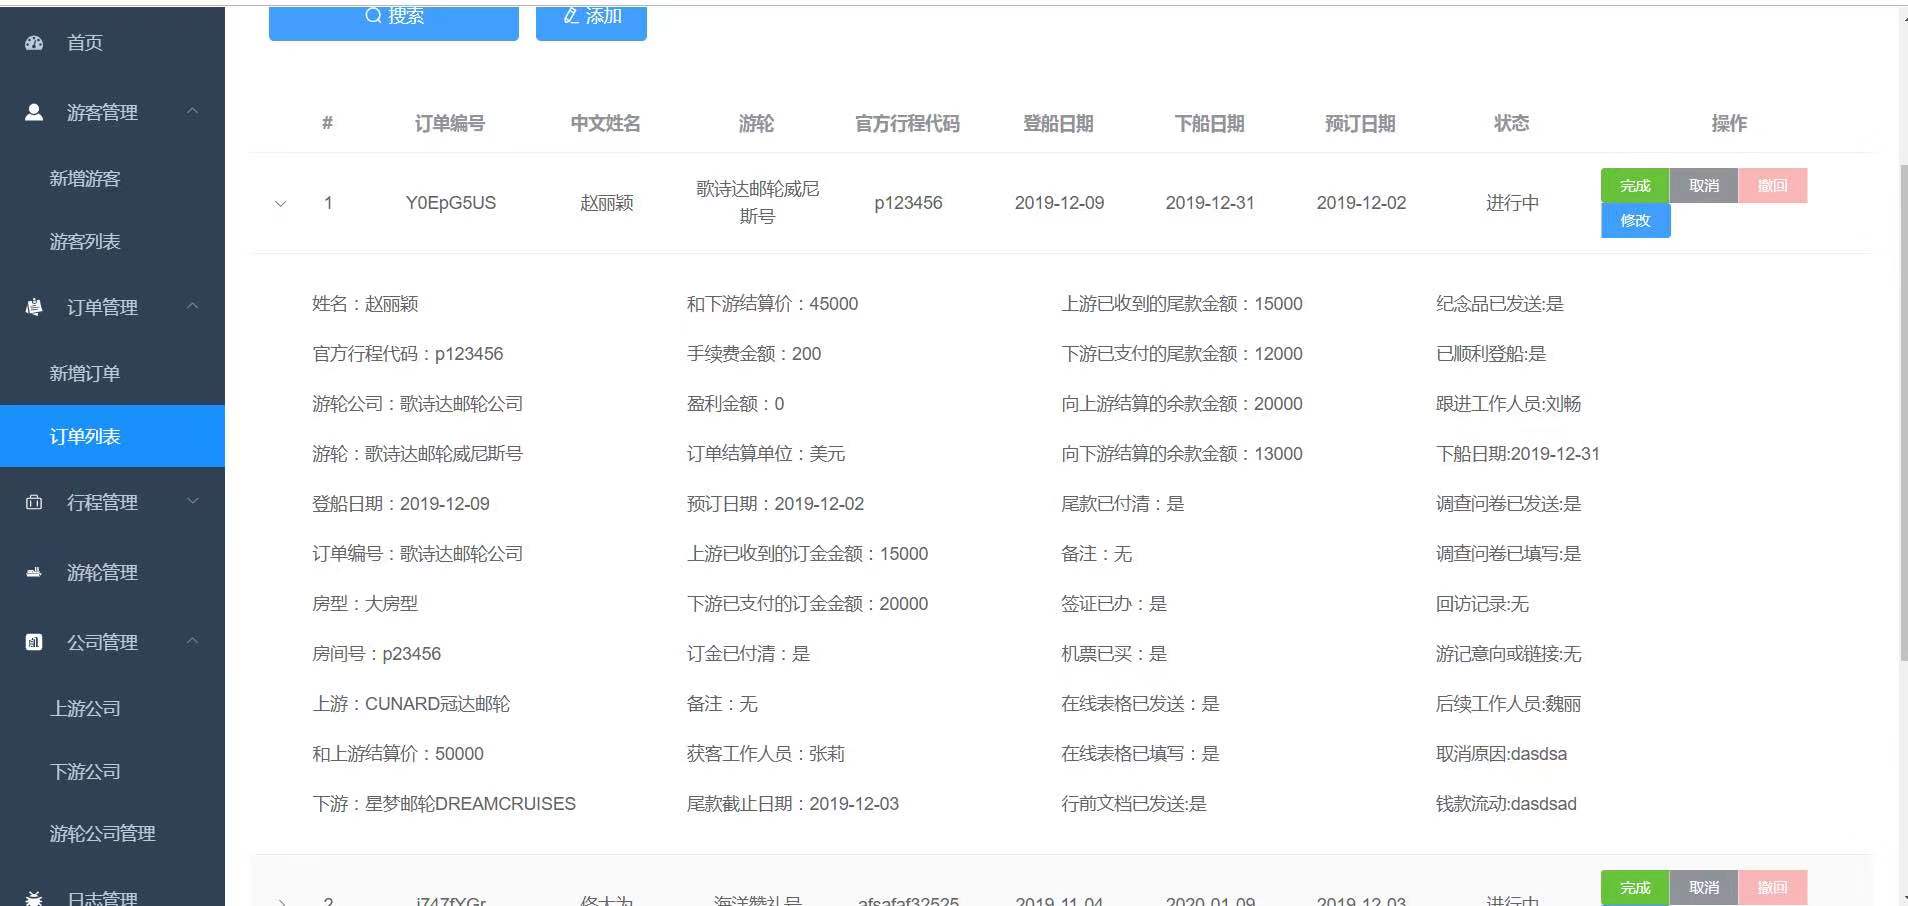 搜索
添加
首页
游客管理
新增游客
游客列表
订单管理
新增订单
订单列表
行程管理
游轮管理
公司管理
上游公司
下游公司
游轮公司管理
日志管理
# 订单编号 中文姓名 游轮 官方行程代码 登船日期 下船日期 预订日期 状态 操作
1 Y0EpG5US 赵丽颖 歌诗达邮轮威尼斯号 p123456 2019-12-09 2019-12-31 2019-12-02 进行中 完成 取消 撤回
修改
姓名：赵丽颖 和下游结算价：45000 上游已收到的尾款金额：15000 纪念品已发送:是
官方行程代码：p123456 手续费金额：200 下游已支付的尾款金额：12000 已顺利登船:是
游轮公司：歌诗达邮轮公司 盈利金额：0 向上游结算的余款金额：20000 跟进工作人员:刘畅
游轮：歌诗达邮轮威尼斯号 订单结算单位：美元 向下游结算的余款金额：13000 下船日期:2019-12-31
登船日期：2019-12-09 预订日期：2019-12-02 尾款已付清：是 调查问卷已发送:是
订单编号：歌诗达邮轮公司 上游已收到的订金金额：15000 备注：无 调查问卷已填写:是
房型：大房型 下游已支付的订金金额：20000 签证已办：是 回访记录:无
房间号：p23456 订金已付清：是 机票已买：是 游记意向或链接:无
上游：CUNARD冠达邮轮 备注：无 在线表格已发送：是 后续工作人员:魏丽
和上游结算价：50000 获客工作人员：张莉 在线表格已填写：是 取消原因:dasdsa
下游：星梦邮轮DREAMCRUISES 尾款截止日期：2019-12-03 行前文档已发送:是 钱款流动:dasdsad
2 i747fYGr 佟大为 海洋赞礼号 afsafaf32525 2019-11-04 2020-01-09 2019-12-03 进行中 完成 取消 撤回